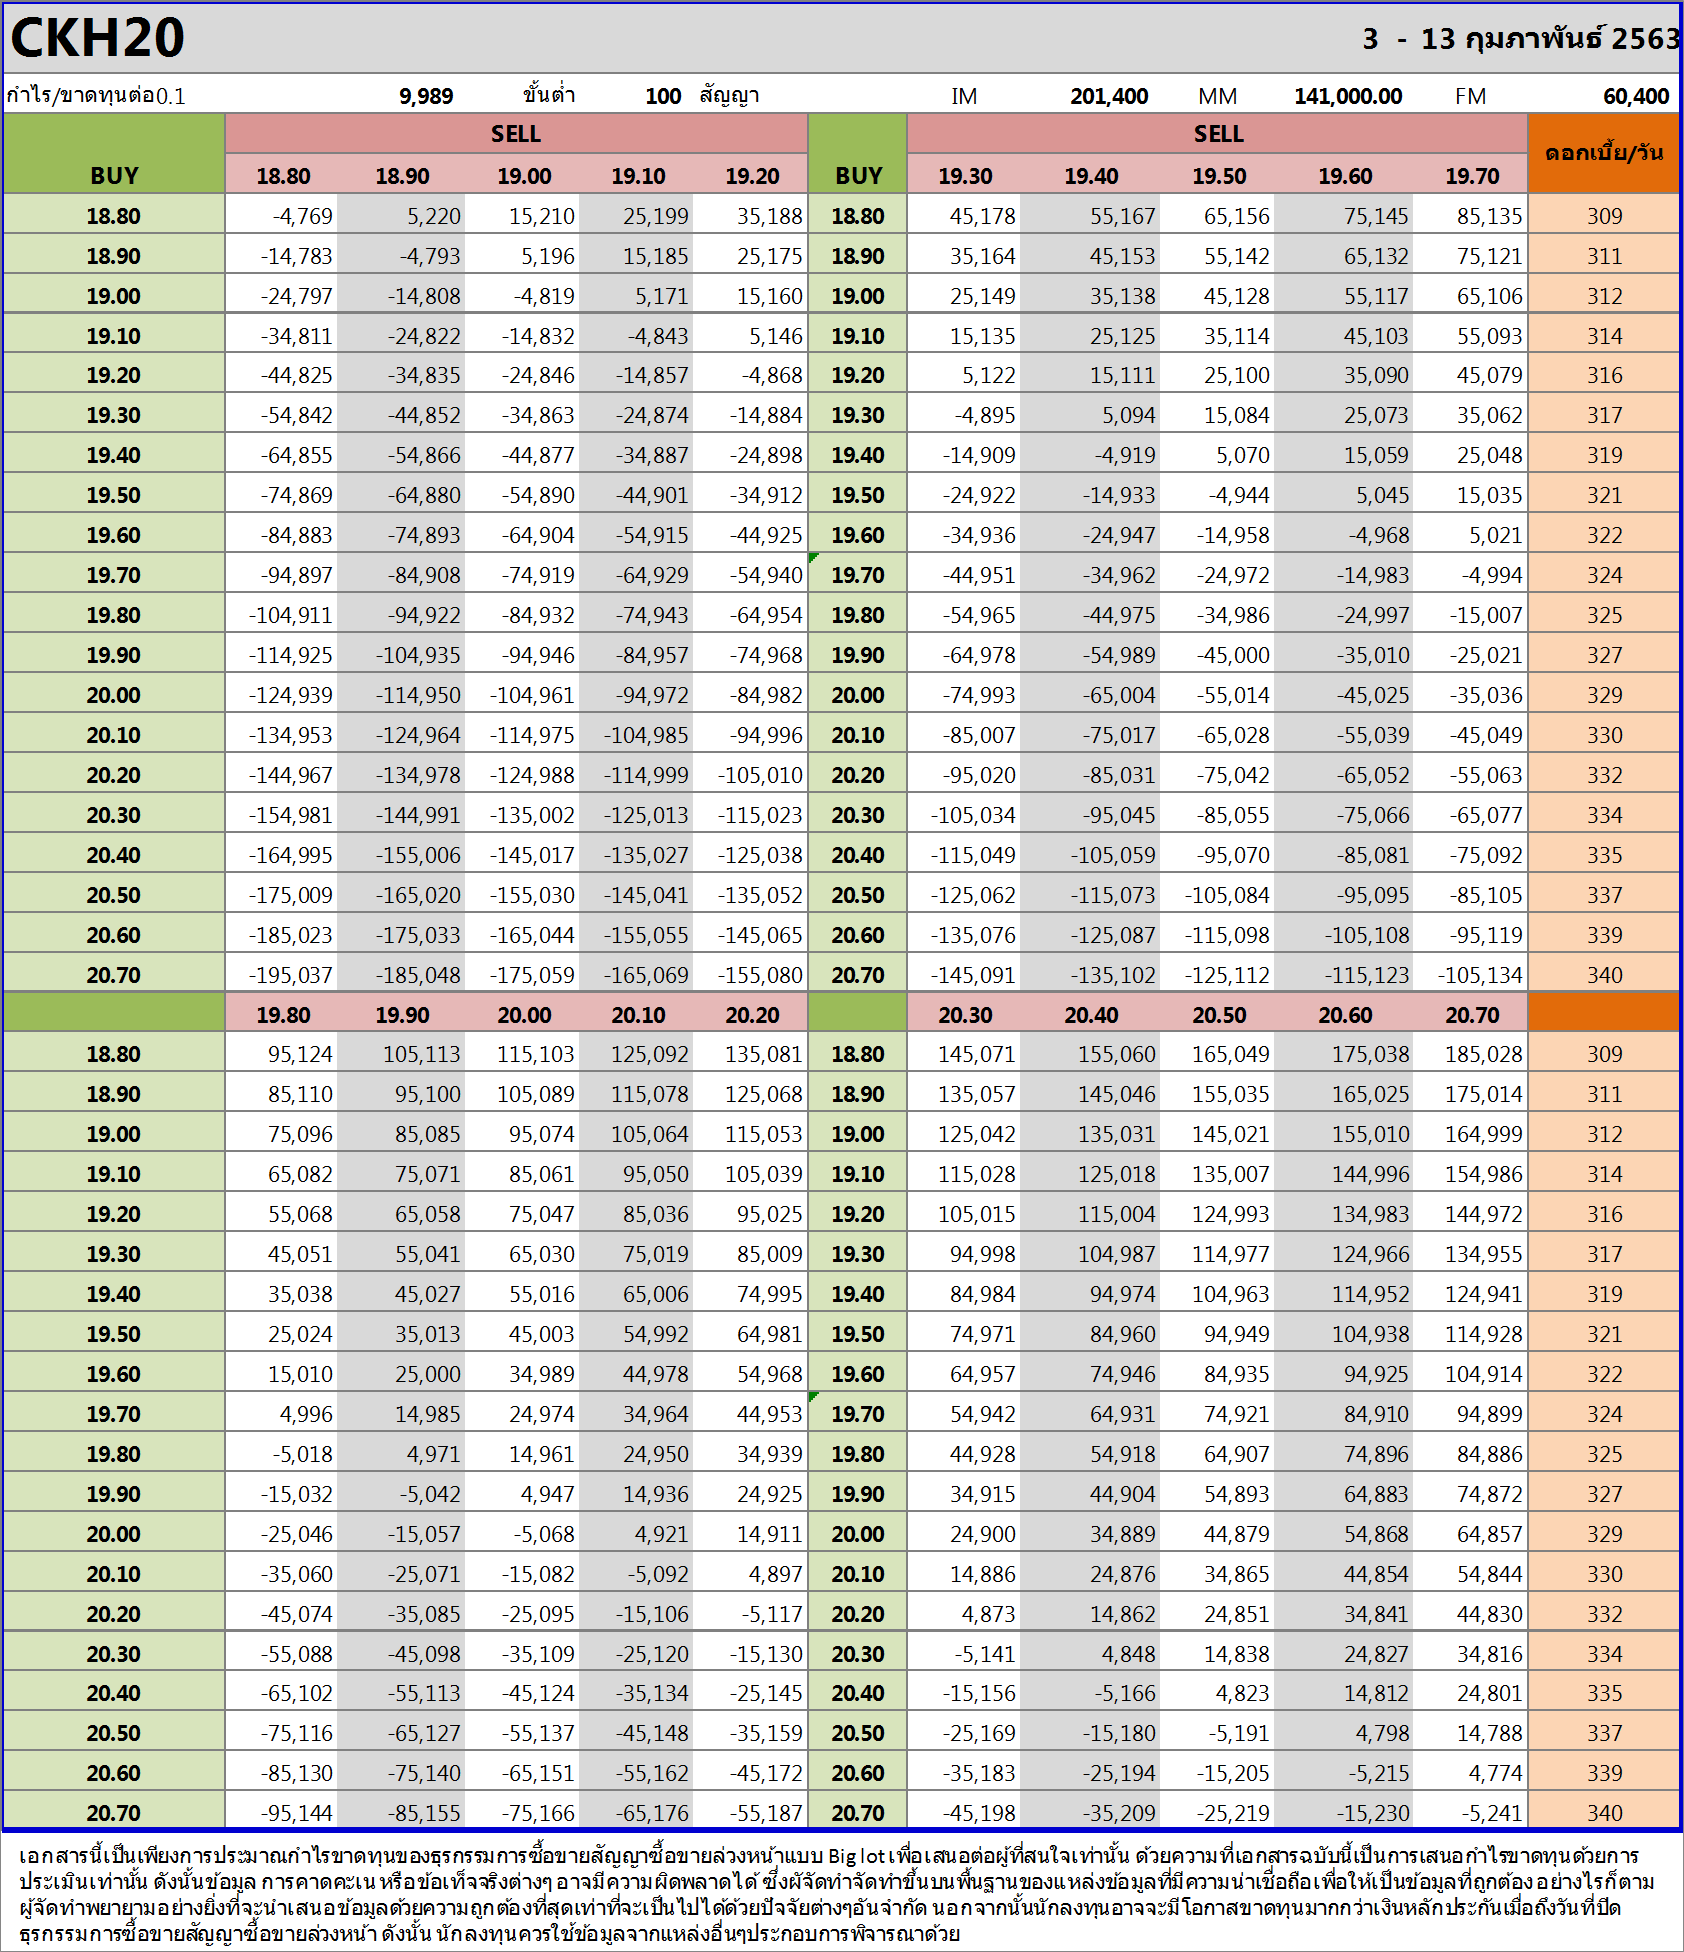 CKH20 3 - 13 กุมภาพันธ์ 2563
กำไร/ขาดทุนต่อ0.1 9,989 ขั้นต่ำ 100 สัญญา IM 201,400 MM 141,000.00 FM 60,400
SELL SELL
BUY 18.80 18.90 19.00 19.10 19.20 BUY 19.30 19.40 19.50 19.60 19.70 ดอกเบี้ย/วัน
18.80 -4,769 5,220 15,210 25,199 35,188 18.80 45,178 55,167 65,156 75,145 85,135 309
18.90 -14,783 -4,793 5,196 15,185 25,175 18.90 35,164 45,153 55,142 65,132 75,121 311
19.00 -24,797 -14,808 -4,819 5,171 15,160 19.00 25,149 35,138 45,128 55,117 65,106 312
19.10 -34,811 -24,822 -14,832 -4,843 5,146 19.10 15,135 25,125 35,114 45,103 55,093 314
19.20 -44,825 -34,835 -24,846 -14,857 -4,868 19.20 5,122 15,111 25,100 35,090 45,079 316
19.30 -54,842 -44,852 -34,863 -24,874 -14,884 19.30 -4,895 5,094 15,084 25,073 35,062 317
19.40 -64,855 -54,866 -44,877 -34,887 -24,898 19.40 -14,909 -4,919 5,070 15,059 25,048 319
19.50 -74,869 -64,880 -54,890 -44,901 -34,912 19.50 -24,922 -14,933 -4,944 5,045 15,035 321
19.60 -84,883 -74,893 -64,904 -54,915 -44,925 19.60 -34,936 -24,947 -14,958 -4,968 5,021 322
19.70 -94,897 -84,908 -74,919 -64,929 -54,940 19.70 -44,951 -34,962 -24,972 -14,983 -4,994 324
19.80 -104,911 -94,922 -84,932 -74,943 -64,954 19.80 -54,965 -44,975 -34,986 -24,997 -15,007 325
19.90 -114,925 -104,935 -94,946 -84,957 -74,968 19.90 -64,978 -54,989 -45,000 -35,010 -25,021 327
20.00 -124,939 -114,950 -104,961 -94,972 -84,982 20.00 -74,993 -65,004 -55,014 -45,025 -35,036 329
20.10 -134,953 -124,964 -114,975 -104,985 -94,996 20.10 -85,007 -75,017 -65,028 -55,039 -45,049 330
20.20 -144,967 -134,978 -124,988 -114,999 -105,010 20.20 -95,020 -85,031 -75,042 -65,052 -55,063 332
20.30 -154,981 -144,991 -135,002 -125,013 -115,023 20.30 -105,034 -95,045 -85,055 -75,066 -65,077 334
20.40 -164,995 -155,006 -145,017 -135,027 -125,038 20.40 -115,049 -105,059 -95,070 -85,081 -75,092 335
20.50 -175,009 -165,020 -155,030 -145,041 -135,052 20.50 -125,062 -115,073 -105,084 -95,095 -85,105 337
20.60 -185,023 -175,033 -165,044 -155,055 -145,065 20.60 -135,076 -125,087 -115,098 -105,108 -95,119 339
20.70 -195,037 -185,048 -175,059 -165,069 -155,080 20.70 -145,091 -135,102 -125,112 -115,123 -105,134 340
19.80 19.90 20.00 20.10 20.20 20.30 20.40 20.50 20.60 20.70
18.80 95,124 105,113 115,103 125,092 135,081 18.80 145,071 155,060 165,049 175,038 185,028 309
18.90 85,110 95,100 105,089 115,078 125,068 18.90 135,057 145,046 155,035 165,025 175,014 311
19.00 75,096 85,085 95,074 105,064 115,053 19.00 125,042 135,031 145,021 155,010 164,999 312
19.10 65,082 75,071 85,061 95,050 105,039 19.10 115,028 125,018 135,007 144,996 154,986 314
19.20 55,068 65,058 75,047 85,036 95,025 19.20 105,015 115,004 124,993 134,983 144,972 316
19.30 45,051 55,041 65,030 75,019 85,009 19.30 94,998 104,987 114,977 124,966 134,955 317
19.40 35,038 45,027 55,016 65,006 74,995 19.40 84,984 94,974 104,963 114,952 124,941 319
19.50 25,024 35,013 45,003 54,992 64,981 19.50 74,971 84,960 94,949 104,938 114,928 321
19.60 15,010 25,000 34,989 44,978 54,968 19.60 64,957 74,946 84,935 94,925 104,914 322
19.70 4,996 14,985 24,974 34,964 44,953 19.70 54,942 64,931 74,921 84,910 94,899 324
19.80 -5,018 4,971 14,961 24,950 34,939 19.80 44,928 54,918 64,907 74,896 84,886 325
19.90 -15,032 -5,042 4,947 14,936 24,925 19.90 34,915 44,904 54,893 64,883 74,872 327
20.00 -25,046 -15,057 -5,068 4,921 14,911 20.00 24,900 34,889 44,879 54,868 64,857 329
20.10 -35,060 -25,071 -15,082 -5,092 4,897 20.10 14,886 24,876 34,865 44,854 54,844 330
20.20 -45,074 -35,085 -25,095 -15,106 -5,117 20.20 4,873 14,862 24,851 34,841 44,830 332
20.30 -55,088 -45,098 -35,109 -25,120 -15,130 20.30 -5,141 4,848 14,838 24,827 34,816 334
20.40 -65,102 -55,113 -45,124 -35,134 -25,145 20.40 -15,156 -5,166 4,823 14,812 24,801 335
20.50 -75,116 -65,127 -55,137 -45,148 -35,159 20.50 -25,169 -15,180 -5,191 4,798 14,788 337
20.60 -85,130 -75,140 -65,151 -55,162 -45,172 20.60 -35,183 -25,194 -15,205 -5,215 4,774 339
20.70 -95,144 -85,155 -75,166 -65,176 -55,187 20.70 -45,198 -35,209 -25,219 -15,230 -5,241 340
เอกสารนี้เป็นเพียงการประมาณกำไรขาดทุนของธุรกรรมการซื้อขายสัญญาซื้อขายล่วงหน้าแบบ Big lot เพื่อเสนอต่อผู้ที่สนใจเท่านั้น ด้วยความที่เอกสารฉบับนี้เป็นการเสนอกำไรขาดทุนด้วยการ
ประเมินเท่านั้น ดังนั้นข้อมูล การคาดคะเน หรือข้อเท็จจริงต่างๆ อาจมีความผิดพลาดได้ ซึ่งผู้จัดทำจัดทำขึ้นบนพื้นฐานของแหล่งข้อมูลที่มีความน่าเชื่อถือเพื่อให้เป็นข้อมูลที่ถูกต้อง อย่างไรก็ตาม
ผู้จัดทำพยายามอย่างยิ่งที่จะนำเสนอข้อมูลด้วยความถูกต้องที่สุดเท่าที่จะเป็นไปได้ด้วยปัจจัยต่างๆอันจำกัด นอกจากนั้นนักลงทุนอาจจะมีโอกาสขาดทุนมากกว่าเงินหลักประกันเมื่อถึงวันที่ปิด
ธุรกรรมการซื้อขายสัญญาซื้อขายล่วงหน้า ดังนั้น นักลงทุนควรใช้ข้อมูลจากแหล่งอื่นๆประกอบการพิจารณาด้วย